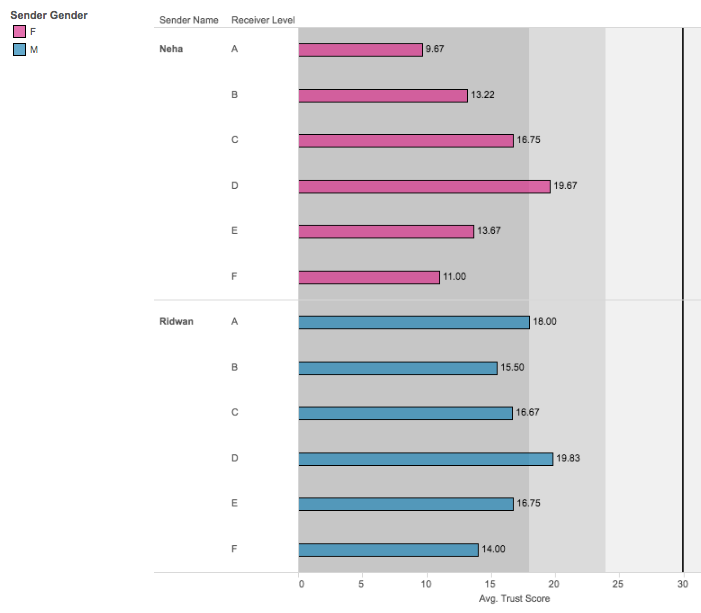 Sender Gender
F
M
Sender Name Receiver Level
Neha A 9.67
B 13.22
C 16.75
D 19.67
E 13.67
F 11.00
Ridwan A 18.00
B 15.50
C 16.67
D 19.83
E 16.75
F 14.00
0 5 10 15 20 25 30
Avg. Trust Score